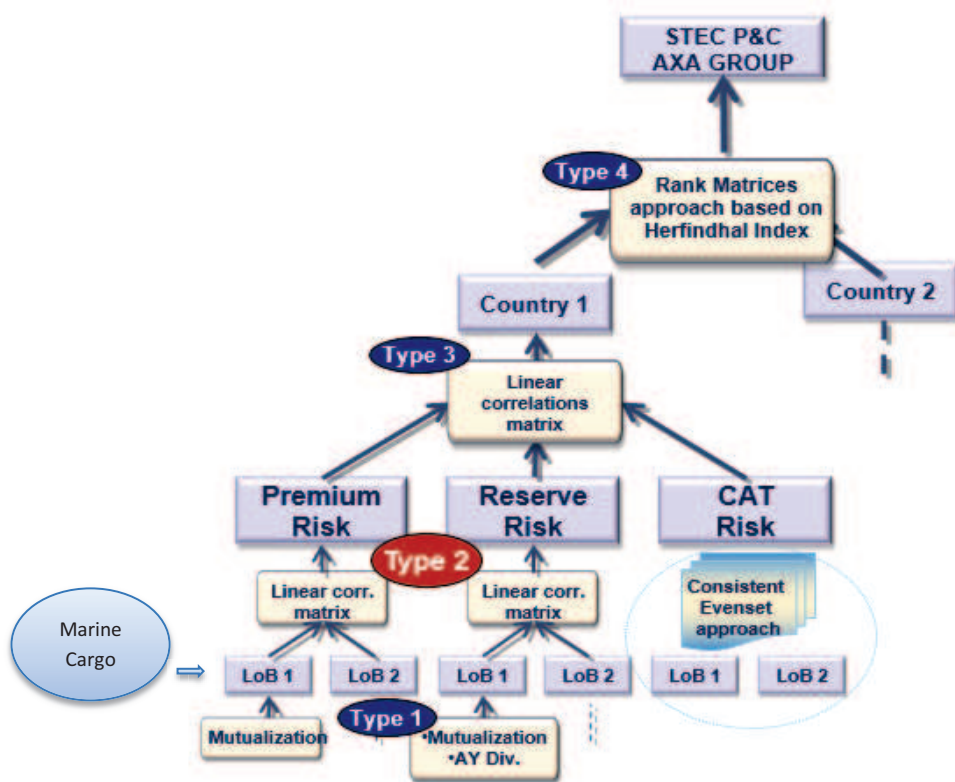 STEC P&C
AXA GROUP
Type 4
Rank Matrices
approach based on
Herfindhal Index
Country 1
Country 2
Type 3
Linear
correlations
matrix
Premium
Risk
Reserve
Risk
CAT
Risk
Type 2
Linear corr.
matrix
Linear corr.
matrix
Consistent
Evenset
approach
Marine
Cargo
LoB 1
LoB 2
LoB 1
LoB 2
LoB 1
LoB 2
Type 1
Mutualization
•Mutualization
•AY Div.